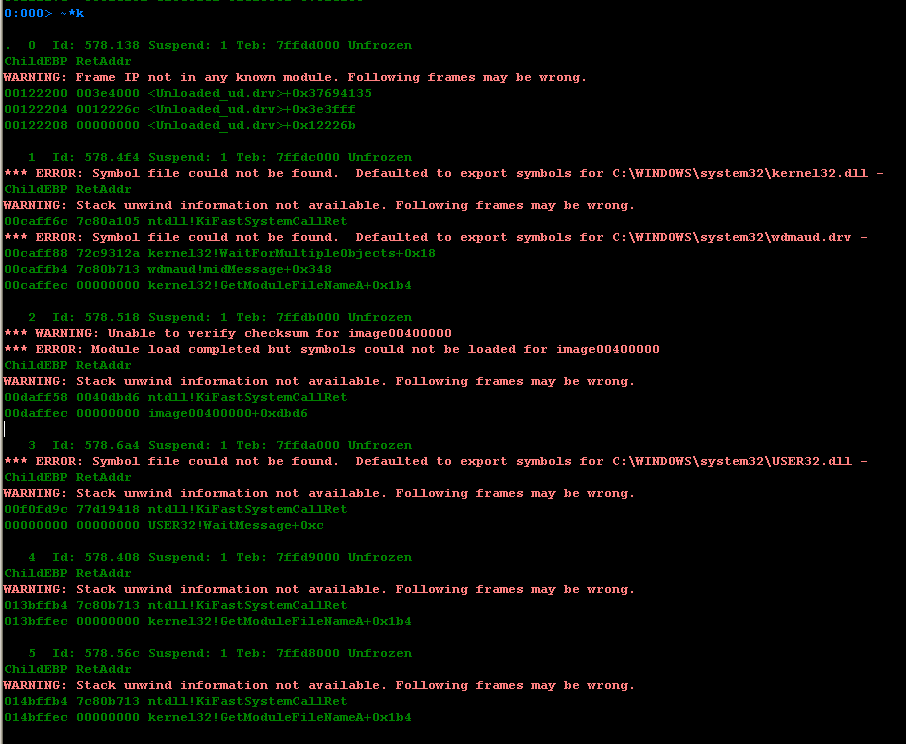 0:000> ~*k
.  0  Id: 578.138 Suspend: 1 Teb: 7ffdd000 Unfrozen
ChildEBP RetAddr
WARNING: Frame IP not in any known module. Following frames may be wrong.
00122200 003e4000 <Unloaded_ud.drv>+0x37694135
00122204 0012226c <Unloaded_ud.drv>+0x3e3fff
00122208 00000000 <Unloaded_ud.drv>+0x12226b
1  Id: 578.4f4 Suspend: 1 Teb: 7ffdc000 Unfrozen
*** ERROR: Symbol file could not be found.  Defaulted to export symbols for C:\WINDOWS\system32\kernel32.dll -
ChildEBP RetAddr
WARNING: Stack unwind information not available. Following frames may be wrong.
00caff6c 7c80a105 ntdll!KiFastSystemCallRet
*** ERROR: Symbol file could not be found.  Defaulted to export symbols for C:\WINDOWS\system32\wdmaud.drv -
00caff88 72c9312a kernel32!WaitForMultipleObjects+0x18
00caffb4 7c80b713 wdmaud!midMessage+0x348
00caffec 00000000 kernel32!GetModuleFileNameA+0x1b4
2  Id: 578.518 Suspend: 1 Teb: 7ffdb000 Unfrozen
*** WARNING: Unable to verify checksum for image00400000
*** ERROR: Module load completed but symbols could not be loaded for image00400000
ChildEBP RetAddr
WARNING: Stack unwind information not available. Following frames may be wrong.
00daff58 0040dbd6 ntdll!KiFastSystemCallRet
00daffec 00000000 image00400000+0xdbd6
3  Id: 578.6a4 Suspend: 1 Teb: 7ffda000 Unfrozen
*** ERROR: Symbol file could not be found.  Defaulted to export symbols for C:\WINDOWS\system32\USER32.dll -
ChildEBP RetAddr
WARNING: Stack unwind information not available. Following frames may be wrong.
00f0fd9c 77d19418 ntdll!KiFastSystemCallRet
00000000 00000000 USER32!WaitMessage+0xc
4  Id: 578.408 Suspend: 1 Teb: 7ffd9000 Unfrozen
ChildEBP RetAddr
WARNING: Stack unwind information not available. Following frames may be wrong.
013bffb4 7c80b713 ntdll!KiFastSystemCallRet
013bffec 00000000 kernel32!GetModuleFileNameA+0x1b4
5  Id: 578.56c Suspend: 1 Teb: 7ffd8000 Unfrozen
ChildEBP RetAddr
WARNING: Stack unwind information not available. Following frames may be wrong.
014bffb4 7c80b713 ntdll!KiFastSystemCallRet
014bffec 00000000 kernel32!GetModuleFileNameA+0x1b4